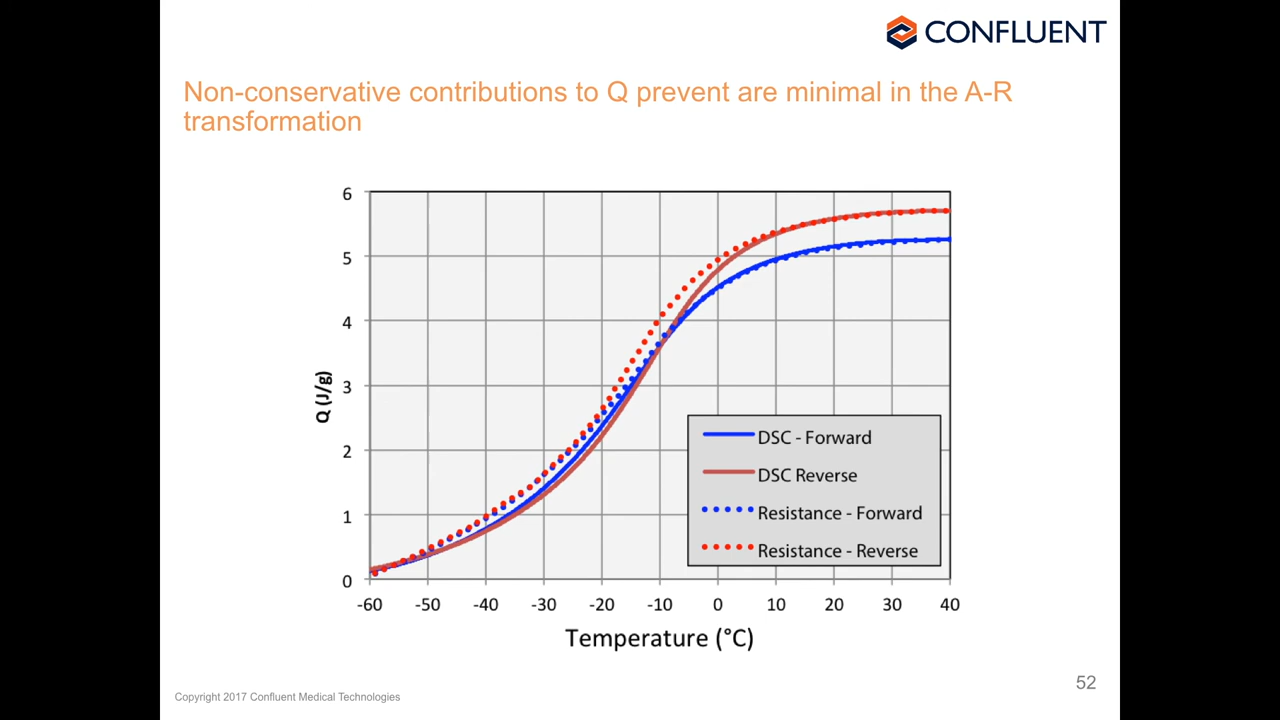 CONFLUENT
Non-conservative contributions to Q prevent are minimal in the A-R
transformation
6
5
4
3
2
1
0
Q (J/g)
DSC - Forward
DSC Reverse
Resistance - Forward
Resistance - Reverse
-60 -50 -40 -30 -20 -10 0 10 20 30 40
Temperature (°C)
52
Copyright 2017 Confluent Medical Technologies